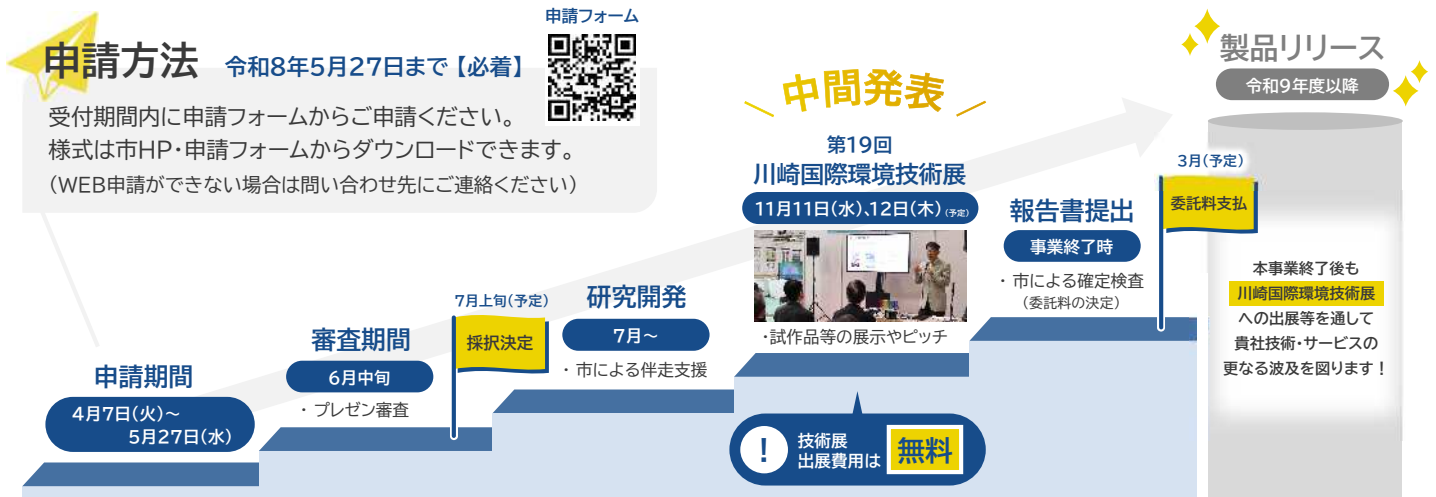 申請フォーム
申請方法 令和8年5月27日まで【必着】
受付期間内に申請フォームからご申請ください。
様式は市HP・申請フォームからダウンロードできます。
(WEB申請ができない場合は問い合わせ先にご連絡ください)
申請期間
4月7日(火)～
5月27日(水)
審査期間
6月中旬
・ プレゼン審査
7月上旬(予定)
採択決定
研究開発
7月～
・ 市による伴走支援
中間発表
第19回
川崎国際環境技術展
11月11日(水)、12日(木)(予定)
・試作品等の展示やピッチ
!
技術展
出展費用は
無料
報告書提出
事業終了時
・ 市による確定検査
(委託料の決定)
3月(予定)
委託料支払
製品リリース
令和9年度以降
本事業終了後も
川崎国際環境技術展
への出展等を通して
貴社技術・サービスの
更なる波及を図ります！